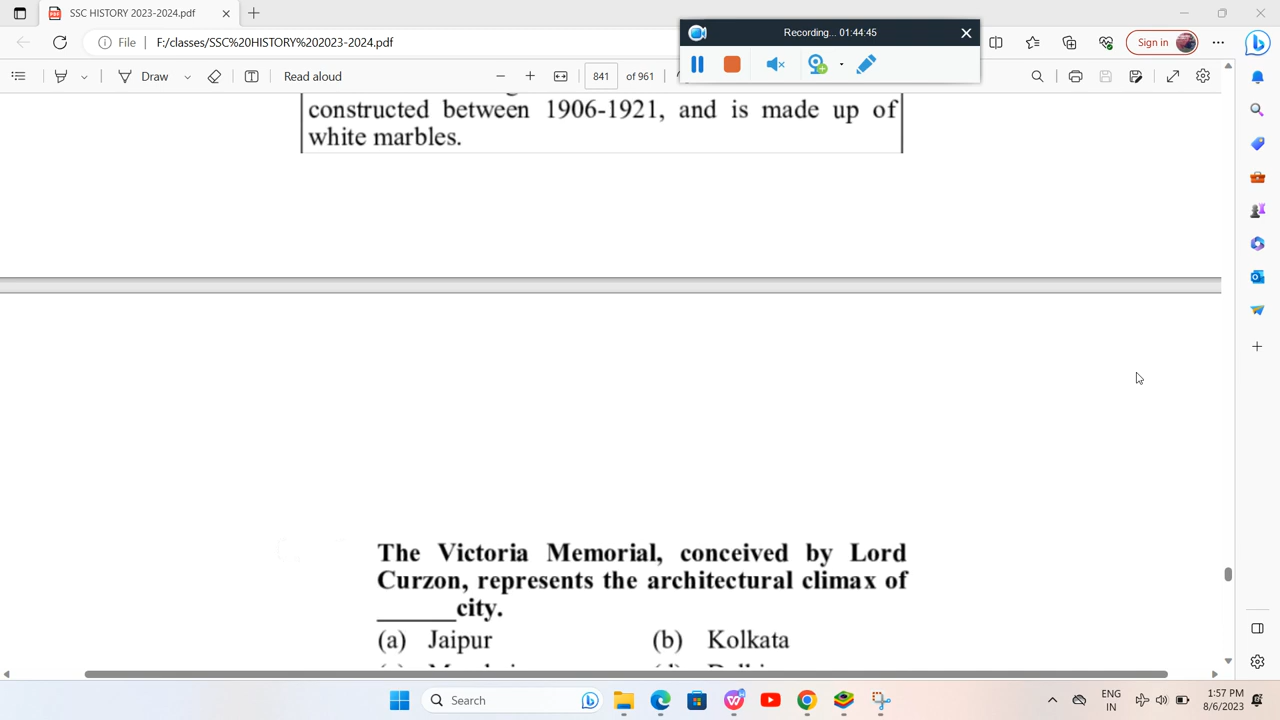 SSC HISTORY 2023-2024.pdf
Recording... 01:44:45
File
F:/classes/SSC%20HISTORY%202023-2024.pdf
Sign in
Draw
Read aloud
841 of 961
constructed between 1906-1921, and is made up of
white marbles.
The Victoria Memorial, conceived by Lord
Curzon, represents the architectural climax of
______city.
(a) Jaipur (b) Kolkata
Search
ENG
IN
1:57 PM
8/6/2023